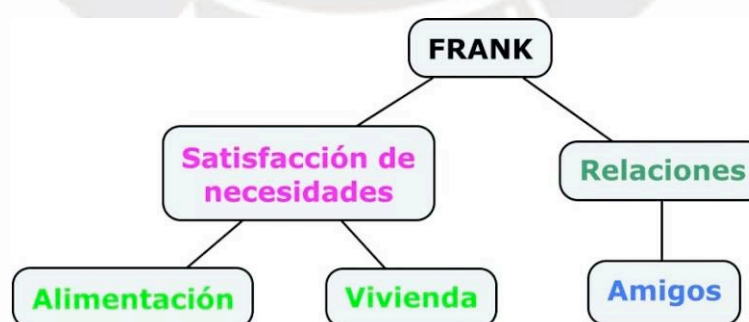 FRANK
Satisfacción de
necesidades
Relaciones
Alimentación
Vivienda
Amigos